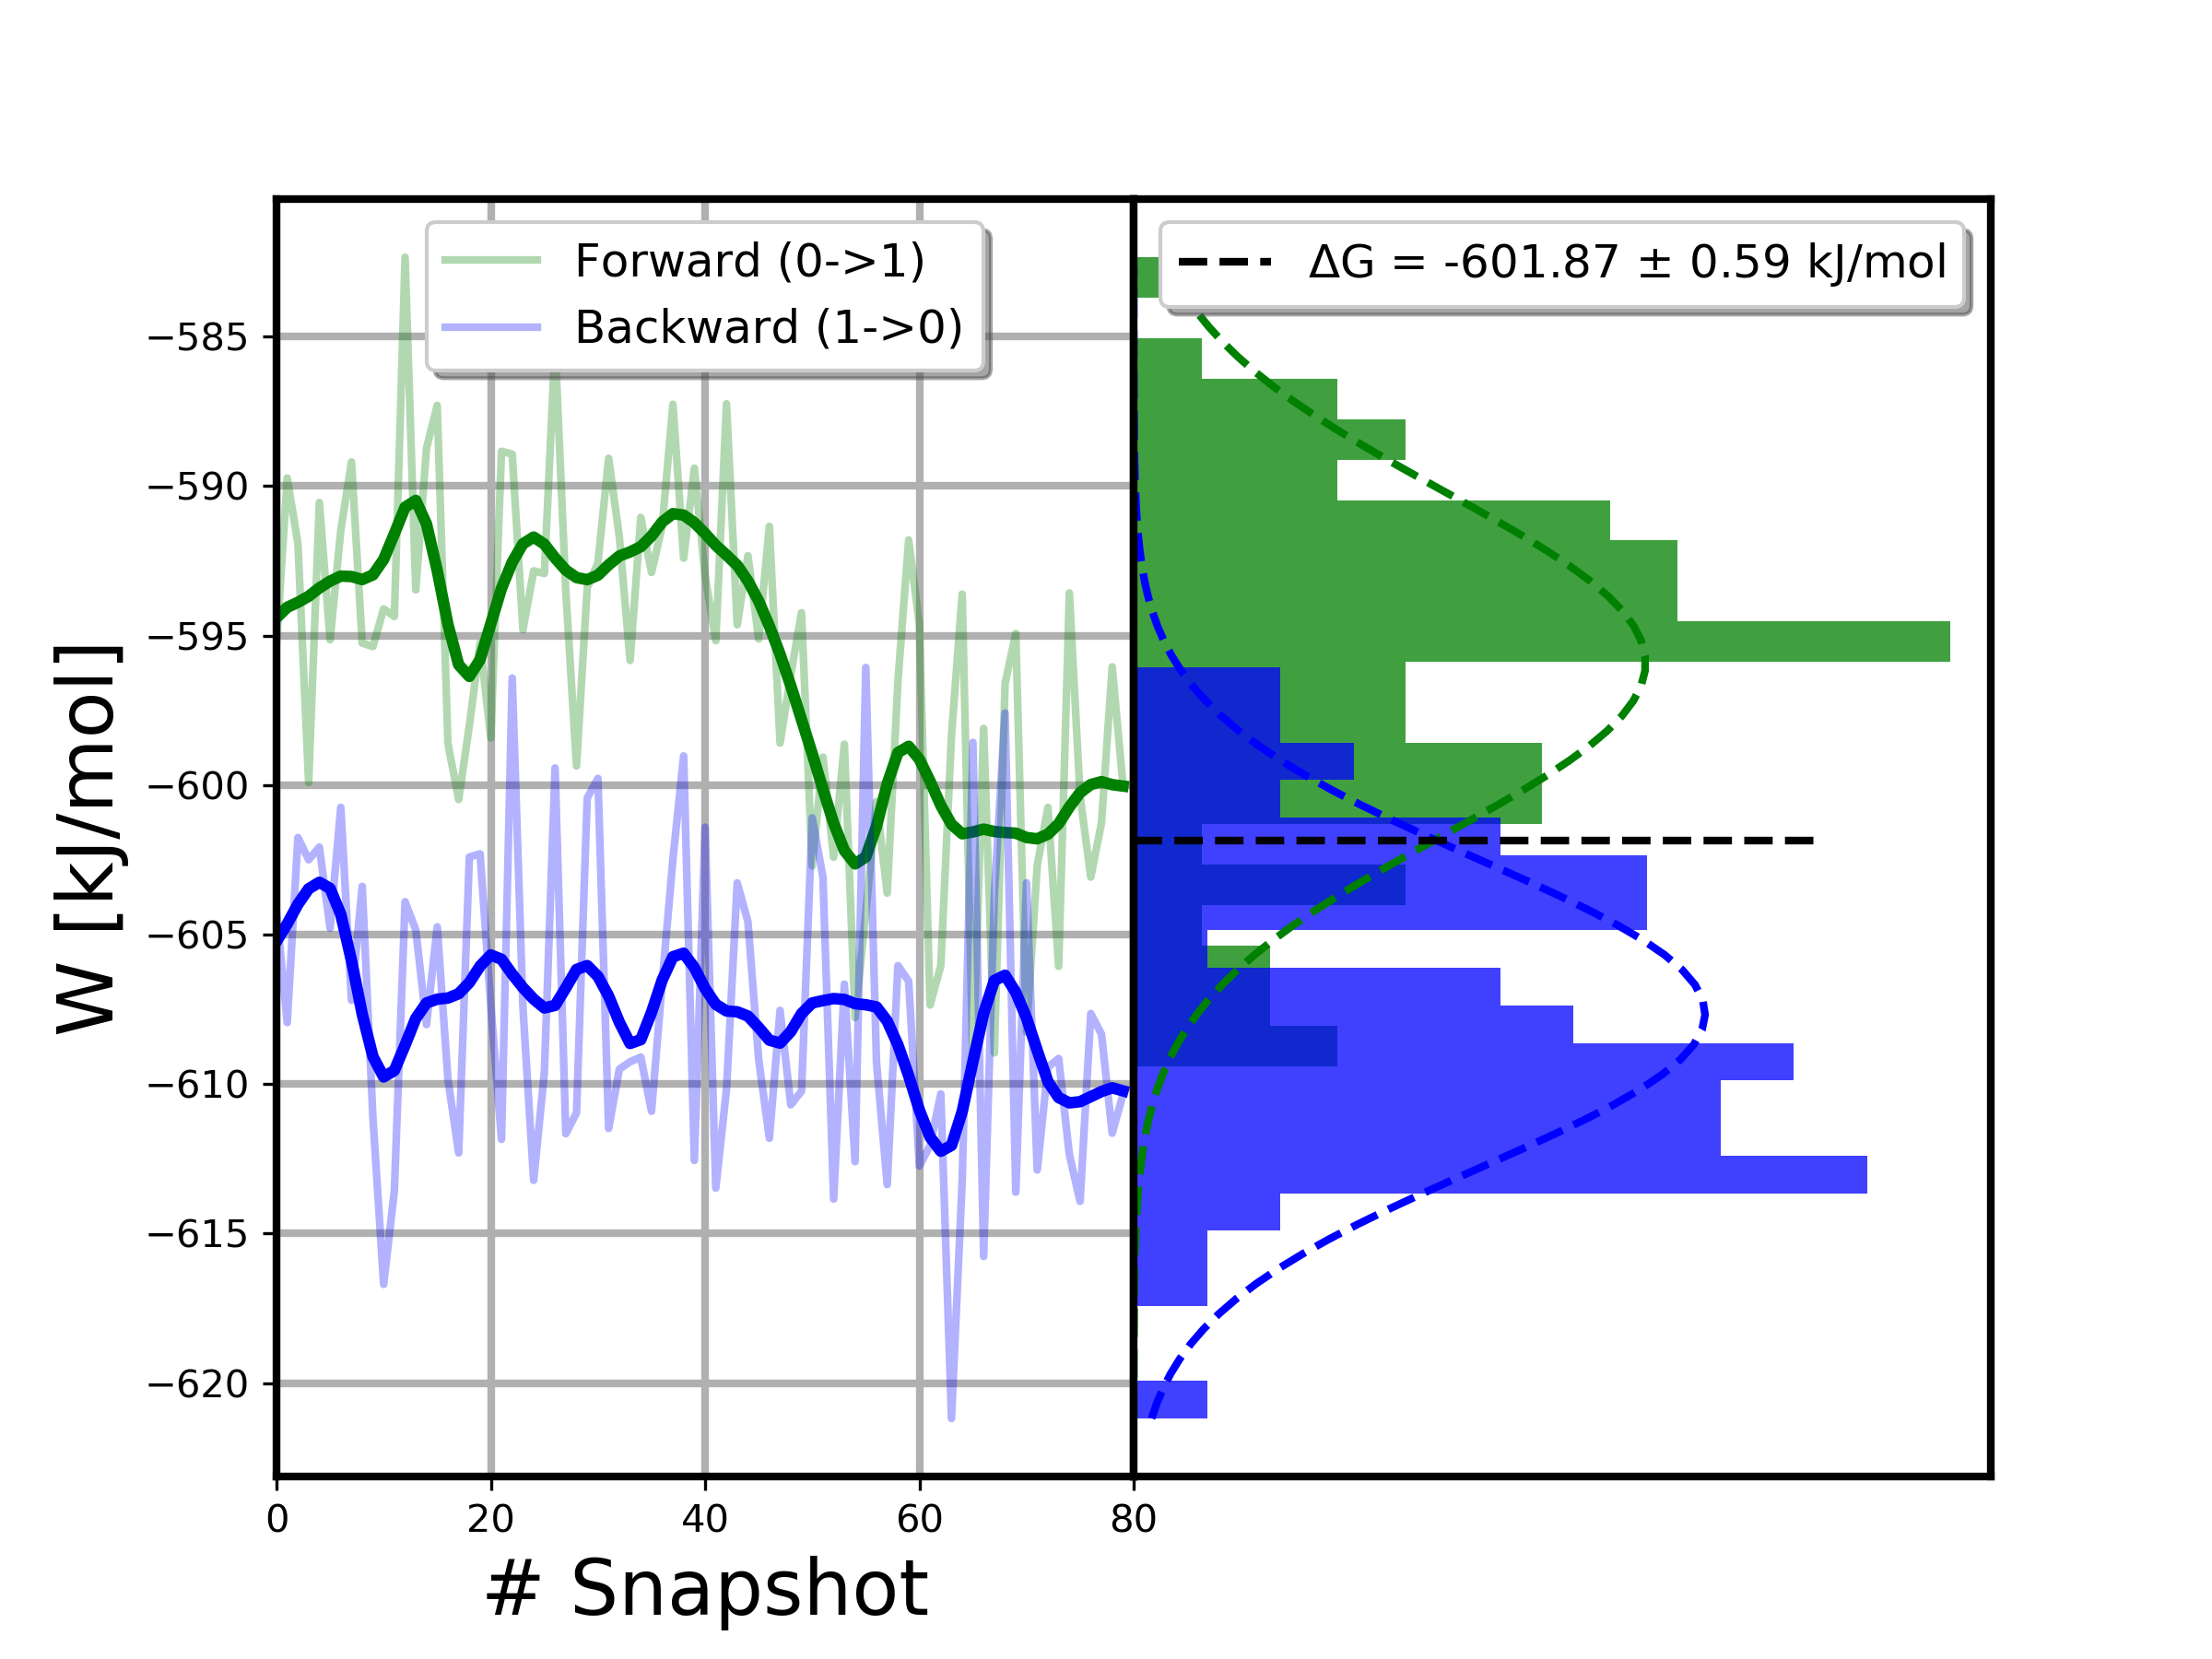 Forward (0->1)
Backward (1->0)
ΔG = -601.87 ± 0.59 kJ/mol
W [kJ/mol]
−585
−590
−595
−600
−605
−610
−615
−620
0 20 40 60 80
# Snapshot